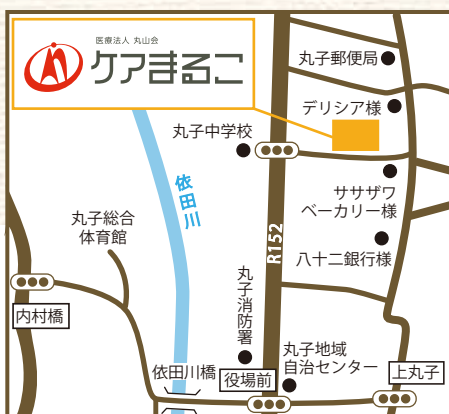 医療法人 丸山会
ケアまるこ
丸子郵便局
デリシア様
丸子中学校
ササザワ
ベーカリー様
依田川
丸子総合
体育館
R152
八十二銀行様
丸子消防署
内村橋
丸子地域
自治センター
依田川橋
役場前
上丸子